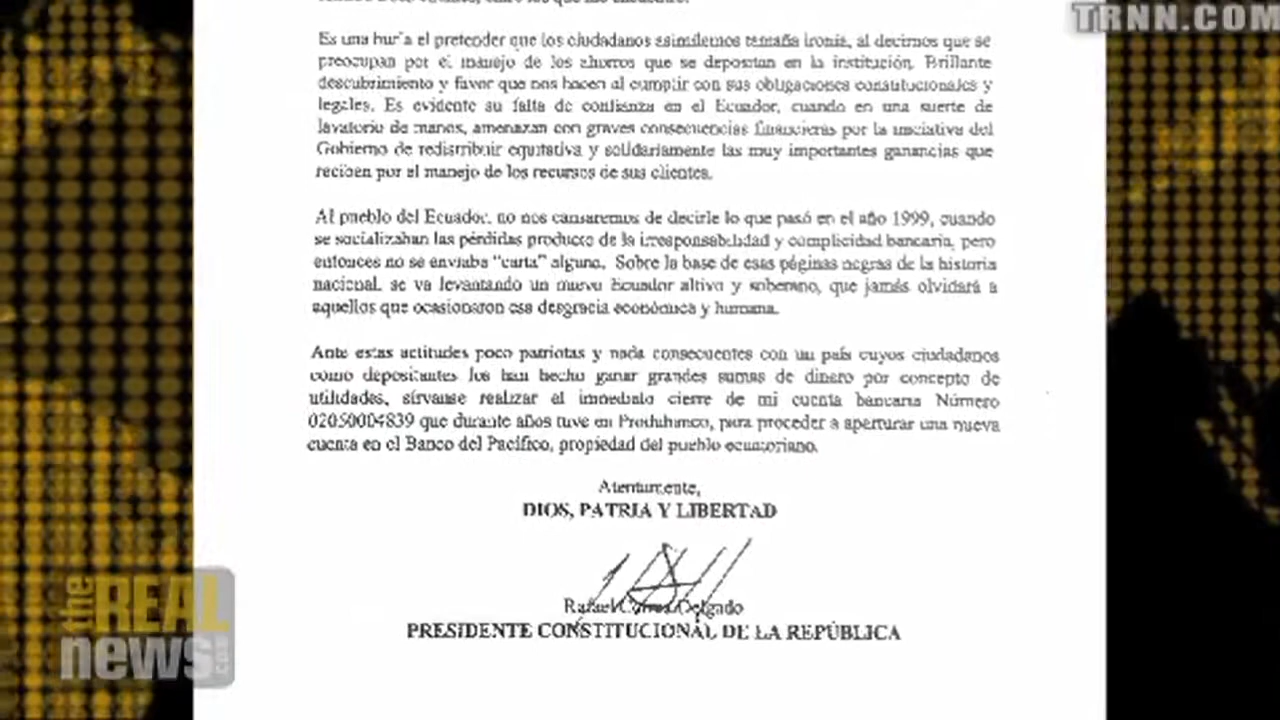 TRNN.COM
Es una burla el pretender que los ciudadanos asimilemos tamaña ironía, al decirnos que se
preocupan por el manejo de los ahorros que se depositan en la institución. Brillante
descubrimiento y favor que nos hacen al cumplir con sus obligaciones constitucionales y
legales. Es evidente su falta de confianza en el Ecuador, cuando en una suerte de
lavatorio de manos, amenazan con graves consecuencias financieras por la iniciativa del
Gobierno de redistribuir equitativa y solidariamente las muy importantes ganancias que
reciben por el manejo de los recursos de sus clientes.
Al pueblo del Ecuador, no nos cansaremos de decirle lo que pasó en el año 1999, cuando
se socializaban las pérdidas producto de la irresponsabilidad y complicidad bancaria, pero
entonces no se enviaba "carta" alguna. Sobre la base de esas páginas negras de la historia
nacional, se va levantando un nuevo Ecuador altivo y soberano, que jamás olvidará a
aquellos que ocasionaron esa desgracia económica y humana.
Ante estas actitudes poco patriotas y nada consecuentes con un país cuyos ciudadanos
como depositantes los han hecho ganar grandes sumas de dinero por concepto de
utilidades, sírvanse realizar el inmediato cierre de mi cuenta bancaria Número
02050004839 que durante años tuve en Produbanco, para proceder a aperturar una nueva
cuenta en el Banco del Pacífico, propiedad del pueblo ecuatoriano.
Atentamente,
DIOS, PATRIA Y LIBERTAD
Rafael Correa Delgado
PRESIDENTE CONSTITUCIONAL DE LA REPÚBLICA
the REAL
news.com